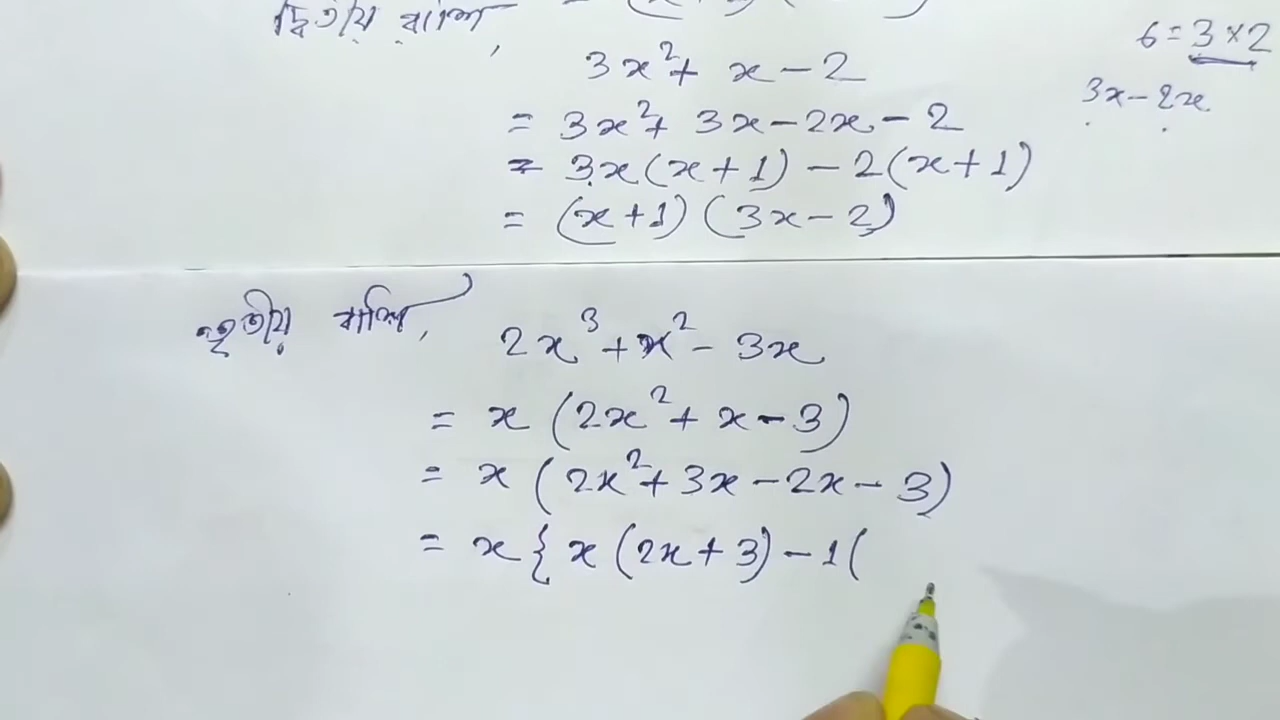 দ্বিতীয় রাশি,
6 = 3 × 2
3x² + x - 2
3x - 2x
= 3x² + 3x - 2x - 2
= 3x(x + 1) - 2(x + 1)
= (x + 1)(3x - 2)
তৃতীয় রাশি,
2x³ + x² - 3x
= x(2x² + x - 3)
= x(2x² + 3x - 2x - 3)
= x{x(2x + 3) - 1(